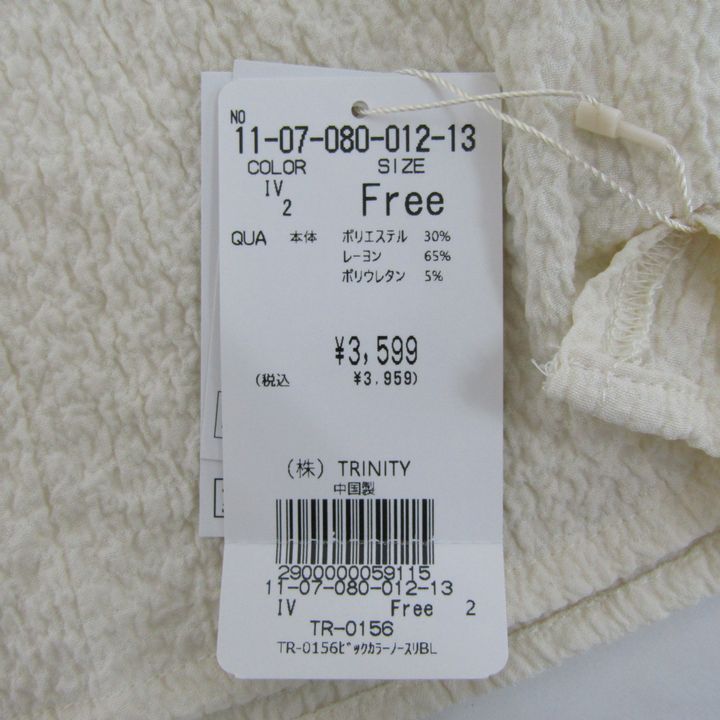 NO
11-07-080-012-13
COLOR SIZE
IV Free
2
QUA 本体 ポリエステル 30%
レーヨン 65%
ポリウレタン 5%
¥3,599
(税込 ¥3,959)
(株) TRINITY
中国製
2900000059115
11-07-080-012-13
IV Free 2
TR-0156
TR-0156ビックカラーノースリBL